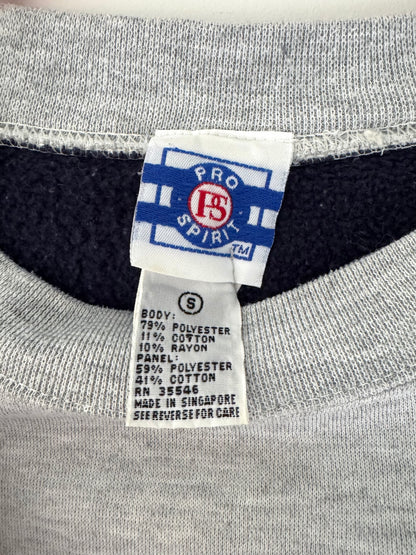 PRO
PS
SPIRIT
TM
S
BODY:
79% POLYESTER
11% COTTON
10% RAYON
PANEL:
59% POLYESTER
41% COTTON
RN 35546
MADE IN SINGAPORE
SEE REVERSE FOR CARE